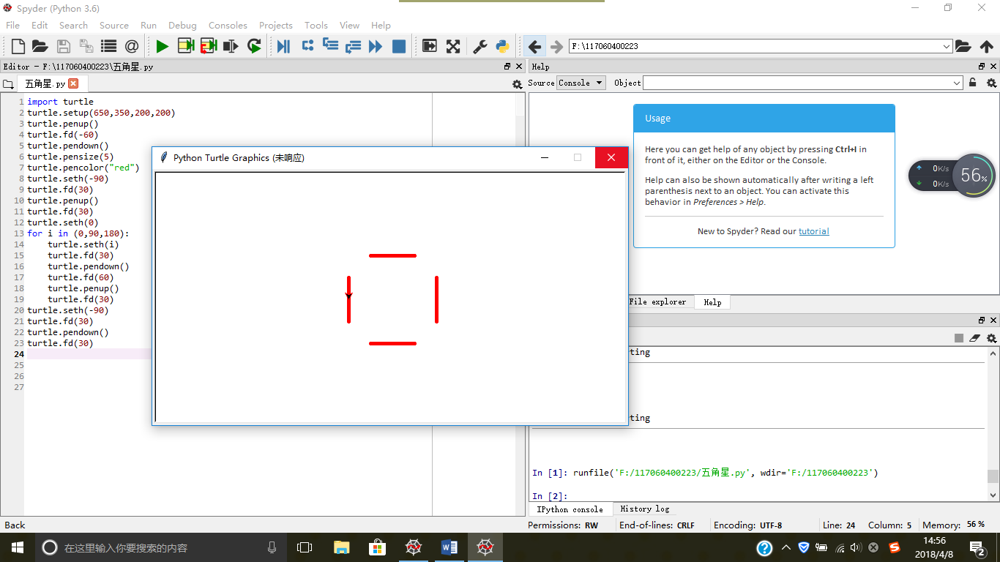 Spyder (Python 3.6)
File Edit Search Source Run Debug Consoles Projects Tools View Help
F:\117060400223
Editor - F:\117060400223\五角星.py
五角星.py
1 import turtle
2 turtle.setup(650,350,200,200)
3 turtle.penup()
4 turtle.fd(-60)
5 turtle.pendown()
6 turtle.pensize(5)
7 turtle.pencolor("red")
8 turtle.seth(-90)
9 turtle.fd(30)
10 turtle.penup()
11 turtle.fd(30)
12 turtle.seth(0)
13 for i in (0,90,180):
14 turtle.seth(i)
15 turtle.fd(30)
16 turtle.pendown()
17 turtle.fd(60)
18 turtle.penup()
19 turtle.fd(30)
20 turtle.seth(-90)
21 turtle.fd(30)
22 turtle.pendown()
23 turtle.fd(30)
24
25
26
27
Python Turtle Graphics (未响应)
Help
Source Console Object
Usage
Here you can get help of any object by pressing Ctrl+I in
front of it, either on the Editor or the Console.
Help can also be shown automatically after writing a left
parenthesis next to an object. You can activate this
behavior in Preferences > Help.
New to Spyder? Read our tutorial
0K/s
0K/s
56%
File explorer Help
ting
ting
In [1]: runfile('F:/117060400223/五角星.py', wdir='F:/117060400223')
In [2]:
IPython console History log
Back Permissions: RW End-of-lines: CRLF Encoding: UTF-8 Line: 24 Column: 5 Memory: 56 %
在这里输入你要搜索的内容
14:56
2018/4/8
2